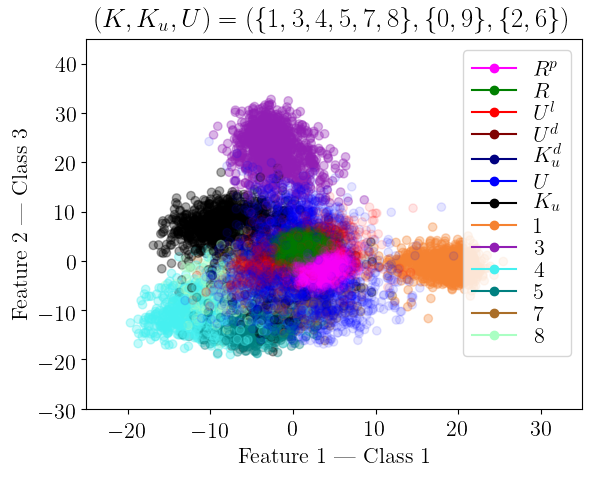 (K, K_u, U) = ({1, 3, 4, 5, 7, 8}, {0, 9}, {2, 6})
Feature 2 — Class 3
40
30
20
10
0
−10
−20
−30
−20
−10
0
10
20
30
Feature 1 — Class 1
R^p
R
U^l
U^d
K_u^d
U
K_u
1
3
4
5
7
8